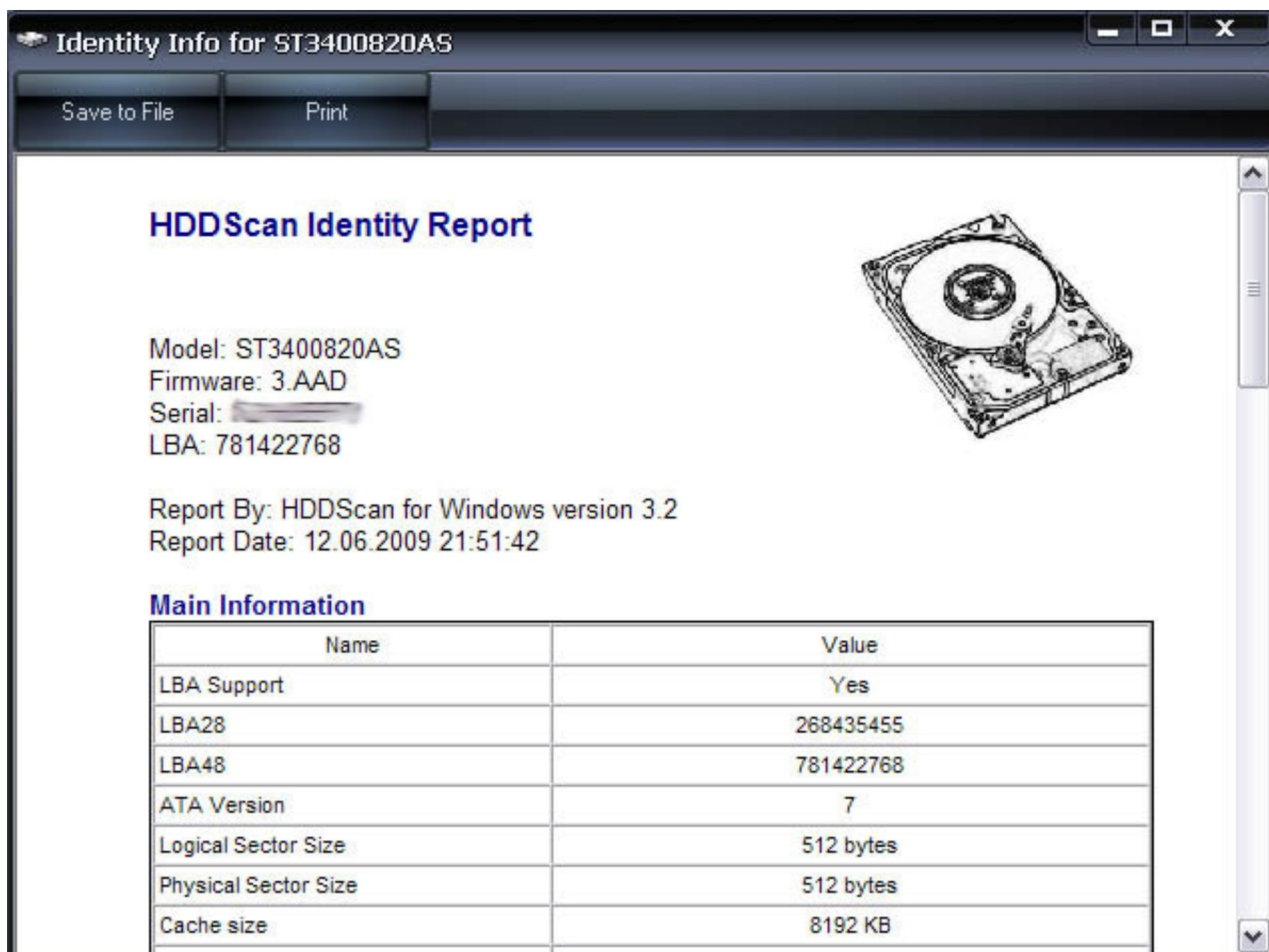 Identity Info for ST3400820AS
Save to File Print
HDDScan Identity Report
Model: ST3400820AS
Firmware: 3.AAD
Serial:
LBA: 781422768
Report By: HDDScan for Windows version 3.2
Report Date: 12.06.2009 21:51:42
Main Information
Name Value
LBA Support Yes
LBA28 268435455
LBA48 781422768
ATA Version 7
Logical Sector Size 512 bytes
Physical Sector Size 512 bytes
Cache size 8192 KB